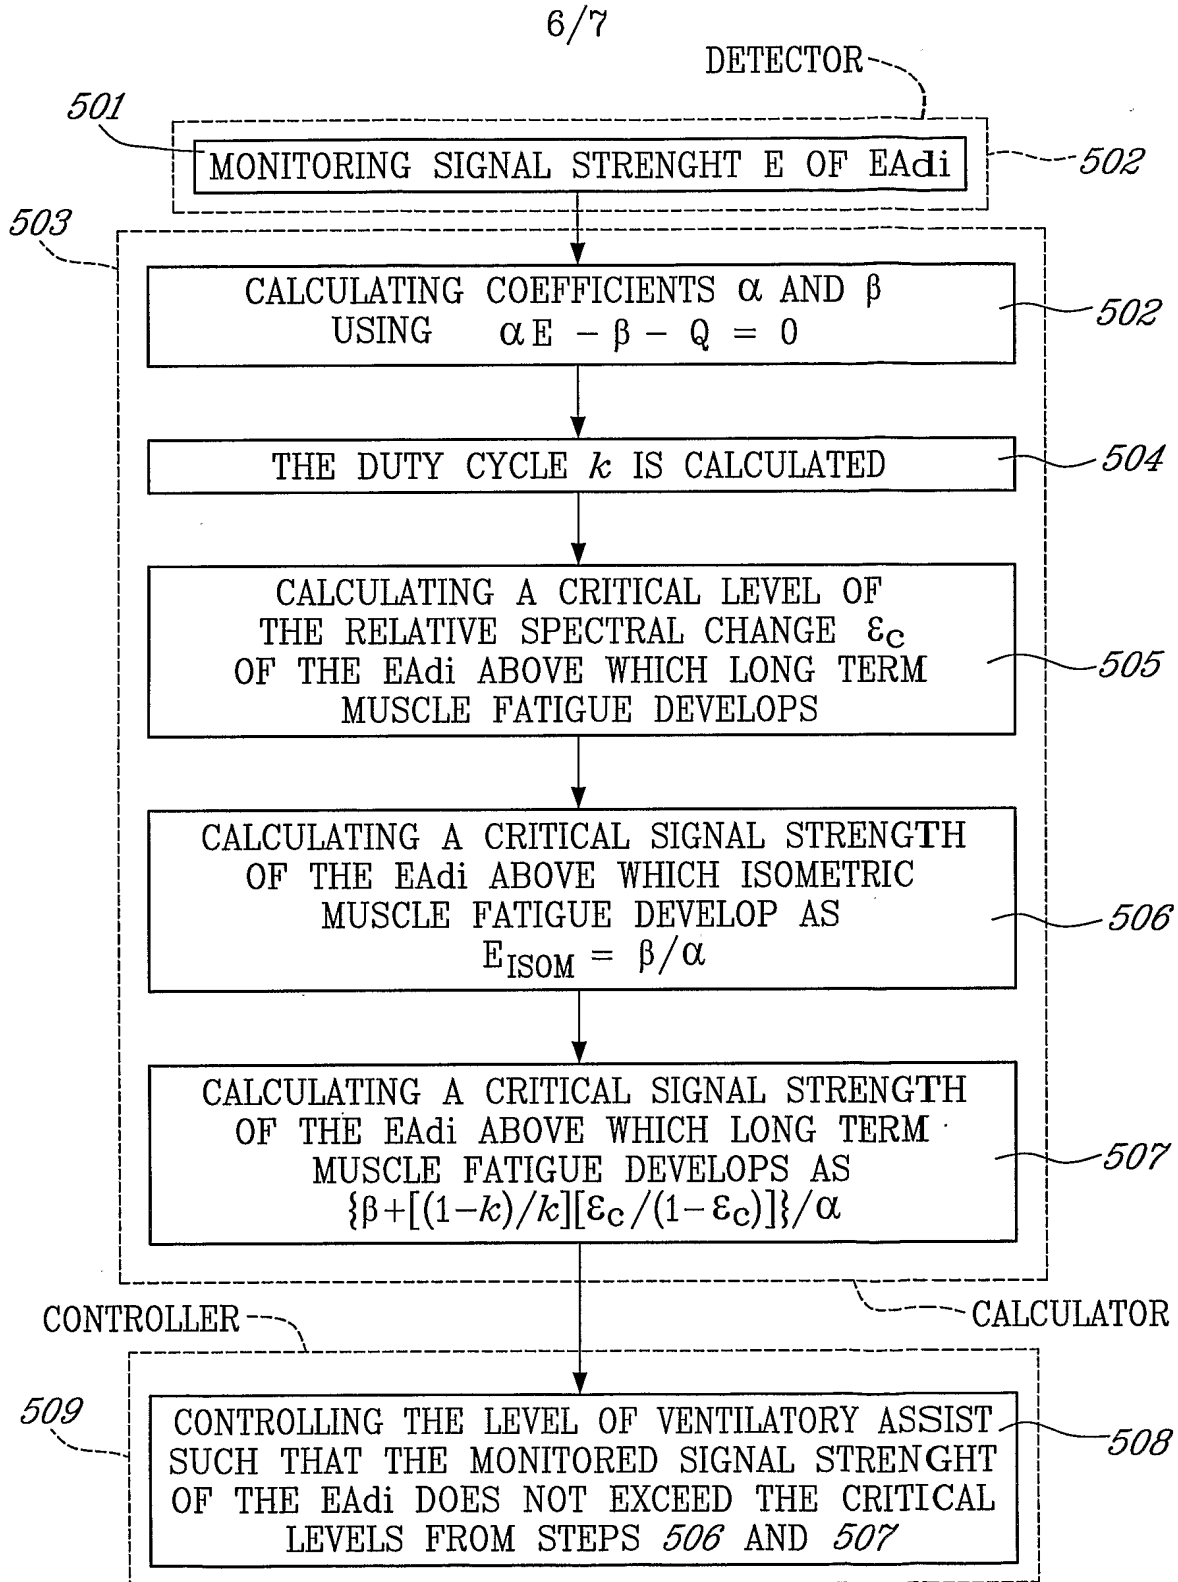 6/7
DETECTOR
501
MONITORING SIGNAL STRENGHT E OF EAdi
502
503
CALCULATING COEFFICIENTS α AND β
USING αE − β − Q = 0
502
THE DUTY CYCLE k IS CALCULATED
504
CALCULATING A CRITICAL LEVEL OF
THE RELATIVE SPECTRAL CHANGE εC
OF THE EAdi ABOVE WHICH LONG TERM
MUSCLE FATIGUE DEVELOPS
505
CALCULATING A CRITICAL SIGNAL STRENGTH
OF THE EAdi ABOVE WHICH ISOMETRIC
MUSCLE FATIGUE DEVELOP AS
EISOM = β/α
506
CALCULATING A CRITICAL SIGNAL STRENGTH
OF THE EAdi ABOVE WHICH LONG TERM
MUSCLE FATIGUE DEVELOPS AS
{β+[(1−k)/k][εC/(1−εC)]}/α
507
CALCULATOR
CONTROLLER
509
CONTROLLING THE LEVEL OF VENTILATORY ASSIST
SUCH THAT THE MONITORED SIGNAL STRENGHT
OF THE EAdi DOES NOT EXCEED THE CRITICAL
LEVELS FROM STEPS 506 AND 507
508